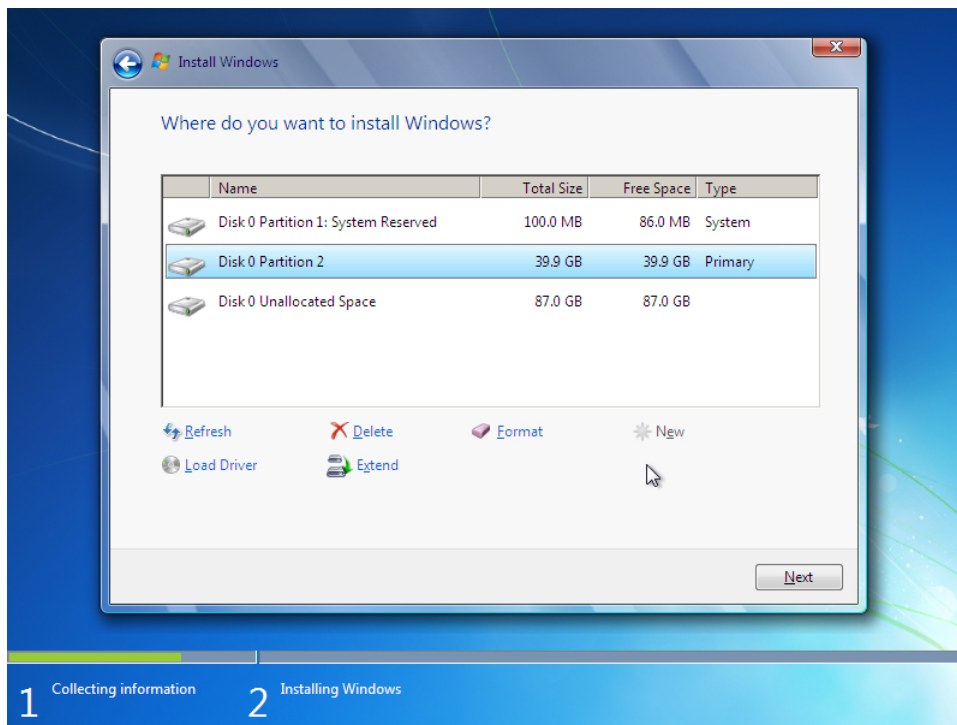 Install Windows
Where do you want to install Windows?
Name Total Size Free Space Type
Disk 0 Partition 1: System Reserved 100.0 MB 86.0 MB System
Disk 0 Partition 2 39.9 GB 39.9 GB Primary
Disk 0 Unallocated Space 87.0 GB 87.0 GB
Refresh Delete Format New
Load Driver Extend
Next
1 Collecting information 2 Installing Windows